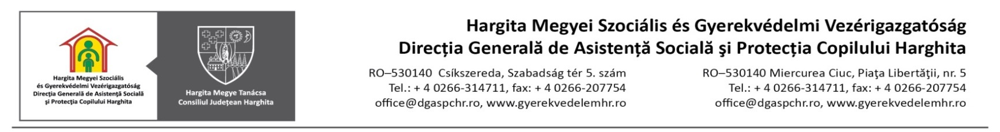 Hargita Megyei Szociális
és Gyerekvédelmi Vezérigazgatóság
Direcţia Generală de Asistenţă Socială
şi Protecţia Copilului Harghita
Hargita Megye Tanácsa
Consiliul Județean Harghita
Hargita Megyei Szociális és Gyerekvédelmi Vezérigazgatóság
Direcția Generală de Asistență Socială şi Protecția Copilului Harghita
RO–530140 Csíkszereda, Szabadság tér 5. szám
Tel.: + 4 0266-314711, fax: + 4 0266-207754
office@dgaspchr.ro, www.gyerekvedelemhr.ro
RO–530140 Miercurea Ciuc, Piaţa Libertăţii, nr. 5
Tel.: + 4 0266-314711, fax: + 4 0266-207754
office@dgaspchr.ro, www.gyerekvedelemhr.ro